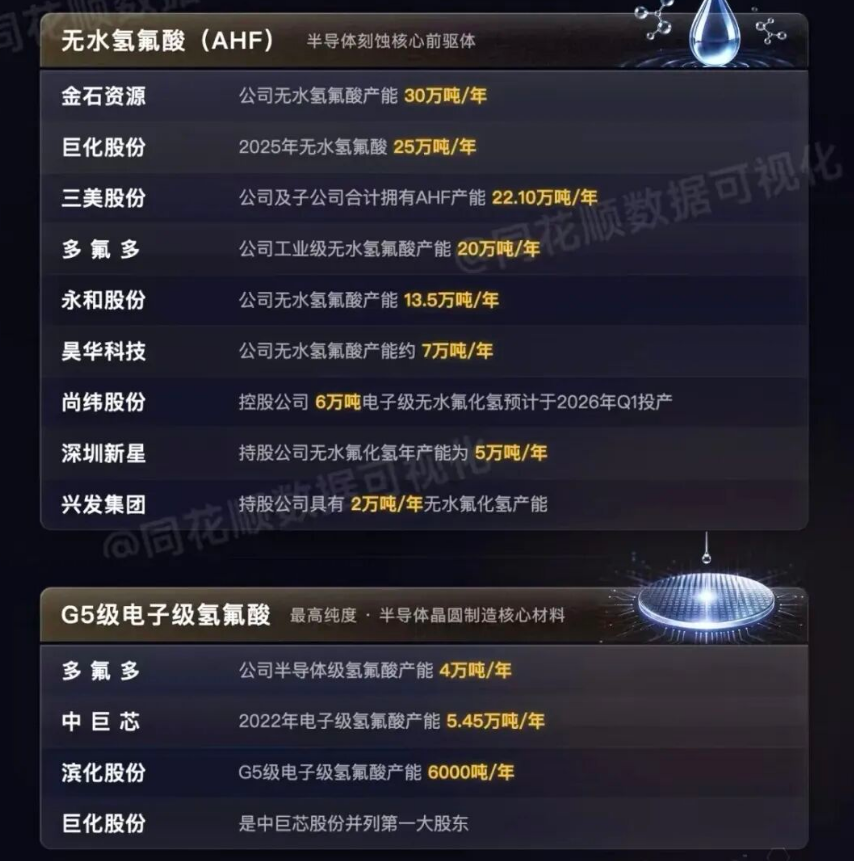 无水氢氟酸（AHF） 半导体刻蚀核心前驱体
金石资源 公司无水氢氟酸产能 30万吨/年
巨化股份 2025年无水氢氟酸 25万吨/年
三美股份 公司及子公司合计拥有AHF产能 22.10万吨/年
多氟多 公司工业级无水氢氟酸产能 20万吨/年
永和股份 公司无水氢氟酸产能 13.5万吨/年
昊华科技 公司无水氢氟酸产能约 7万吨/年
尚纬股份 控股公司 6万吨电子级无水氟化氢预计于2026年Q1投产
深圳新星 持股公司无水氟化氢年产能为 5万吨/年
兴发集团 持股公司具有 2万吨/年无水氟化氢产能
@同花顺数据可视化
@同花顺数据可视化
G5级电子级氢氟酸 最高纯度 · 半导体晶圆制造核心材料
多氟多 公司半导体级氢氟酸产能 4万吨/年
中巨芯 2022年电子级氢氟酸产能 5.45万吨/年
滨化股份 G5级电子级氢氟酸产能 6000吨/年
巨化股份 是中巨芯股份并列第一大股东